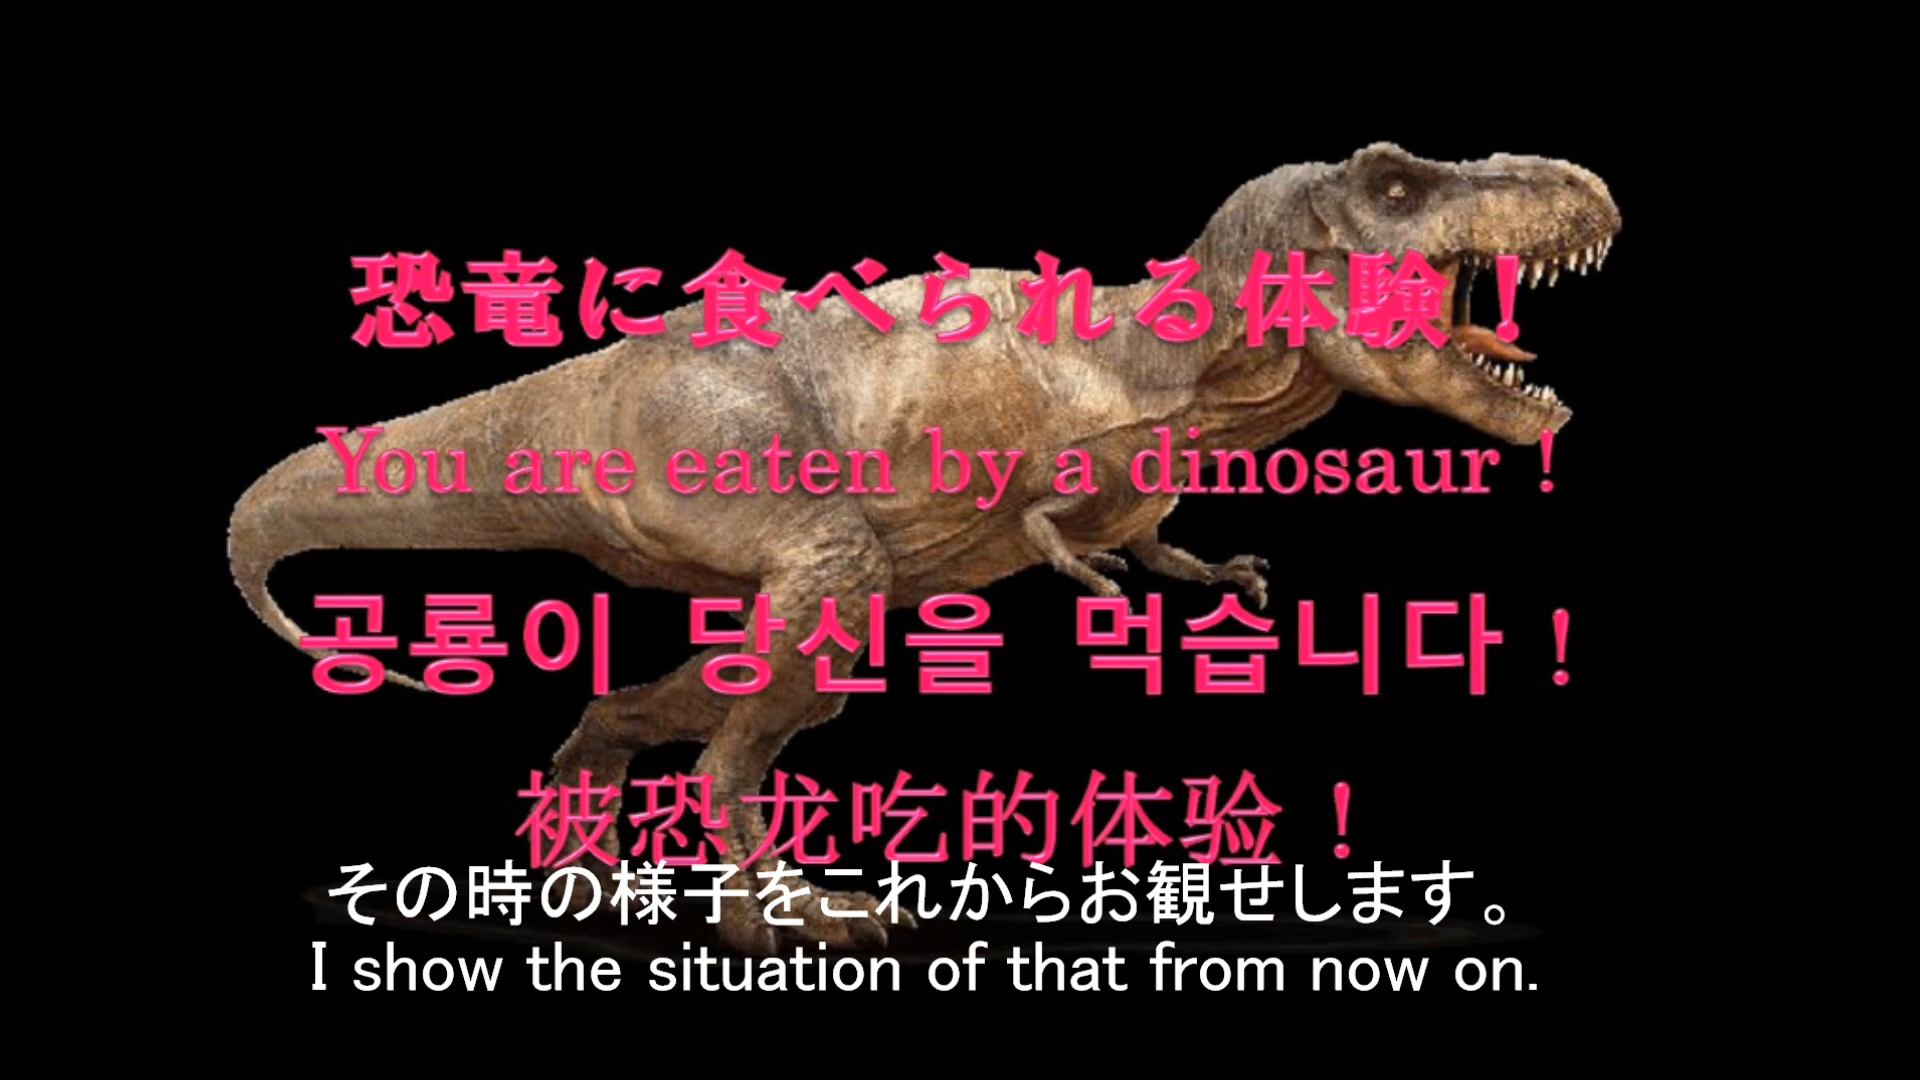 恐竜に食べられる体験！
You are eaten by a dinosaur！
공룡이 당신을 먹습니다！
被恐龙吃的体验！
その時の様子をこれからお観せします。
I show the situation of that from now on.